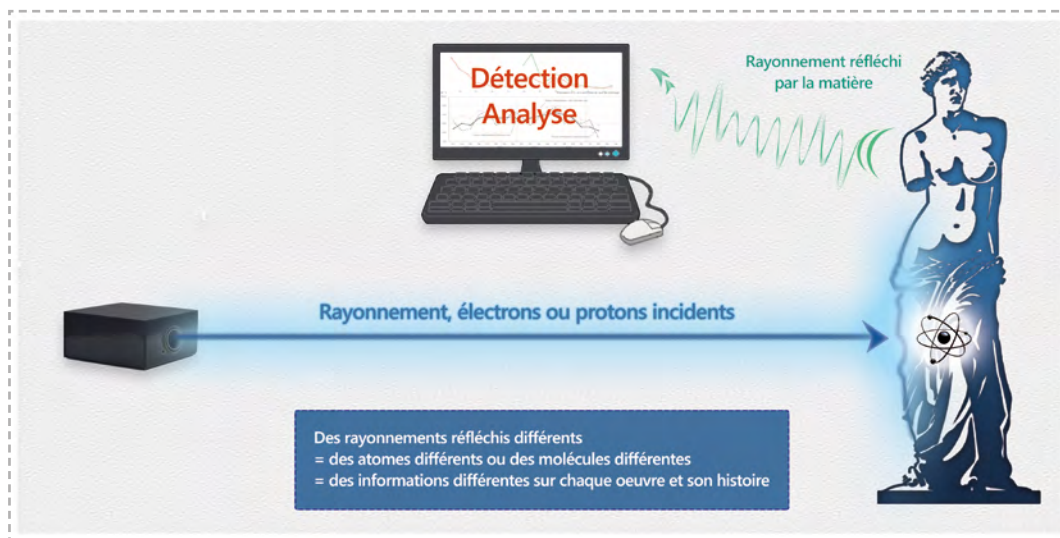 Détection
Analyse
Rayonnement réfléchi
par la matière
Rayonnement, électrons ou protons incidents
Des rayonnements réfléchis différents
= des atomes différents ou des molécules différentes
= des informations différentes sur chaque oeuvre et son histoire